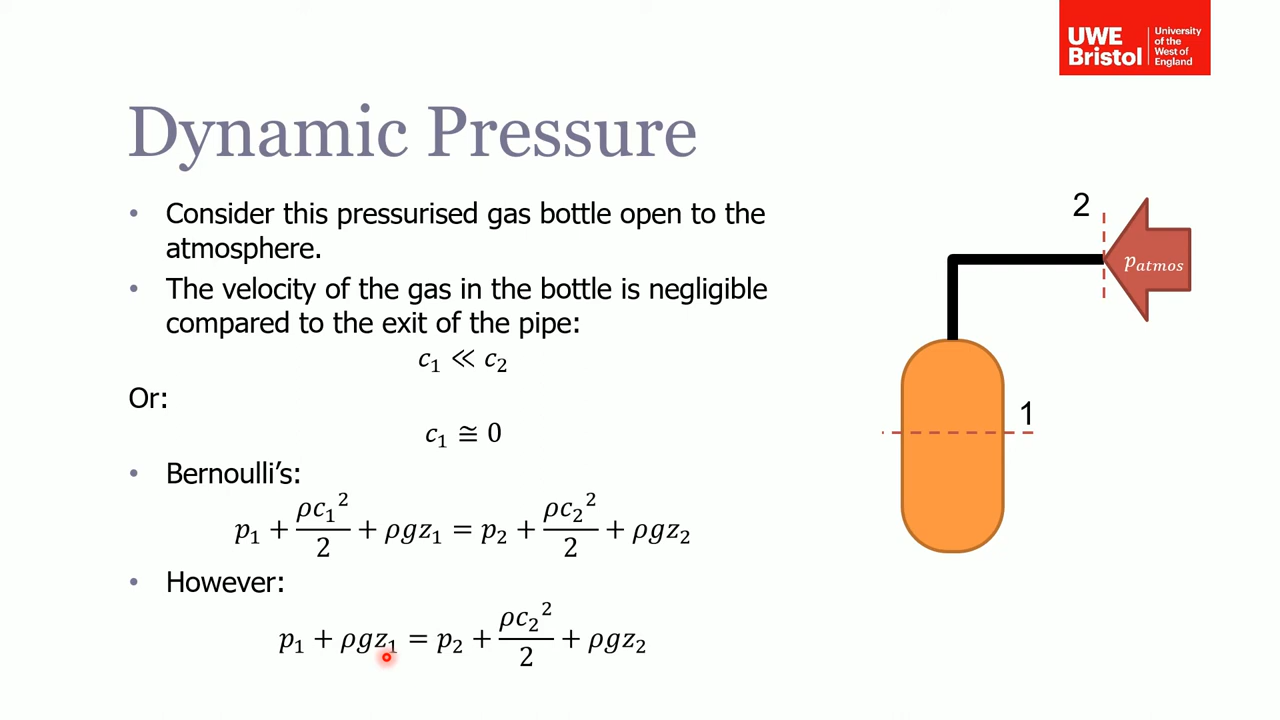 UWE Bristol
University of the West of England
Dynamic Pressure
• Consider this pressurised gas bottle open to the
atmosphere.
• The velocity of the gas in the bottle is negligible
compared to the exit of the pipe:
c₁ ≪ c₂
Or:
c₁ ≅ 0
• Bernoulli’s:
p₁ + ρc₁²/2 + ρgz₁ = p₂ + ρc₂²/2 + ρgz₂
• However:
p₁ + ρgz₁ = p₂ + ρc₂²/2 + ρgz₂
2
pₐₜₘₒₛ
1